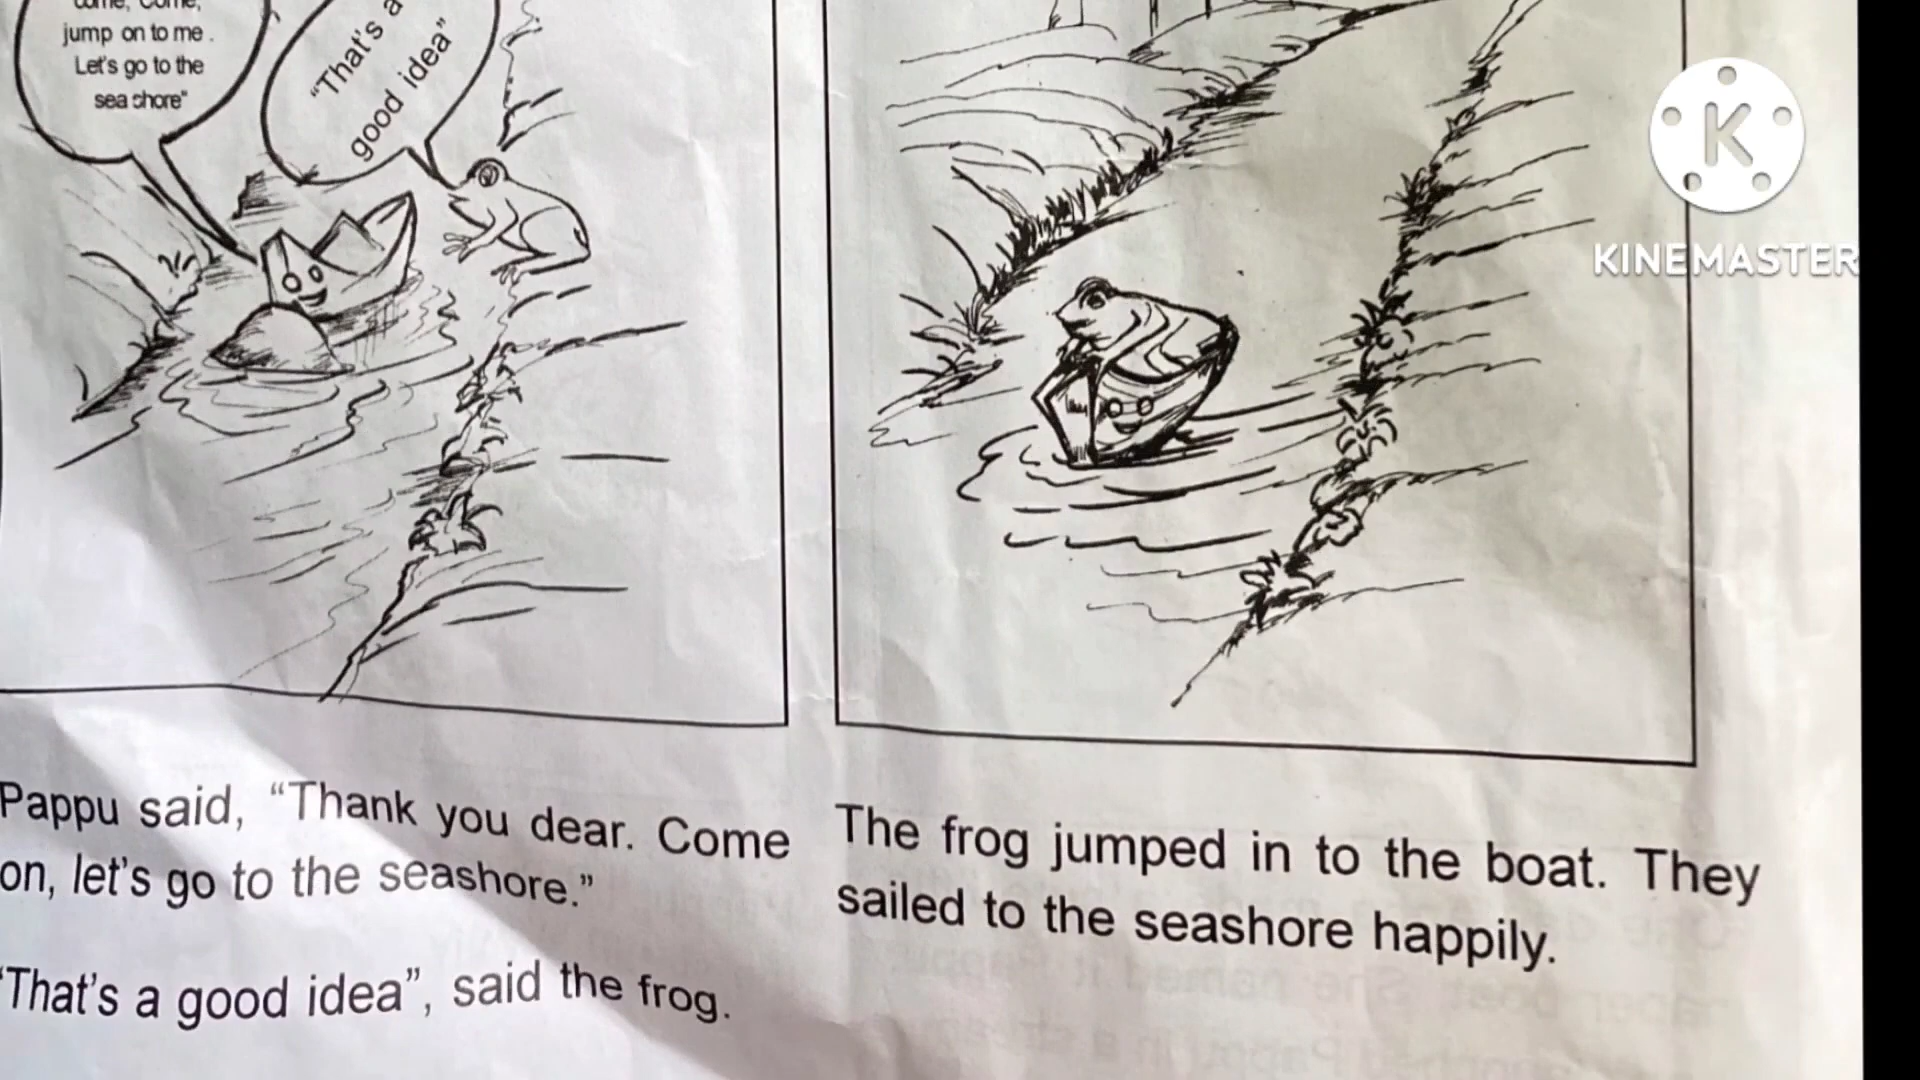 Come, Come,
jump on to me .
Let's go to the
sea shore"
"That's a
good idea"
Pappu said, “Thank you dear. Come
on, let's go to the seashore.”
“That's a good idea”, said the frog.
The frog jumped in to the boat. They
sailed to the seashore happily.
K
KINEMASTER